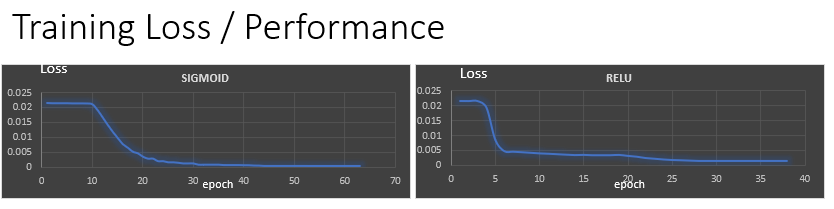 Training Loss / Performance
Loss
SIGMOID
0.025
0.02
0.015
0.01
0.005
0
0 10 20 30 40 50 60 70
epoch
Loss
RELU
0.025
0.02
0.015
0.01
0.005
0
0 5 10 15 20 25 30 35 40
epoch